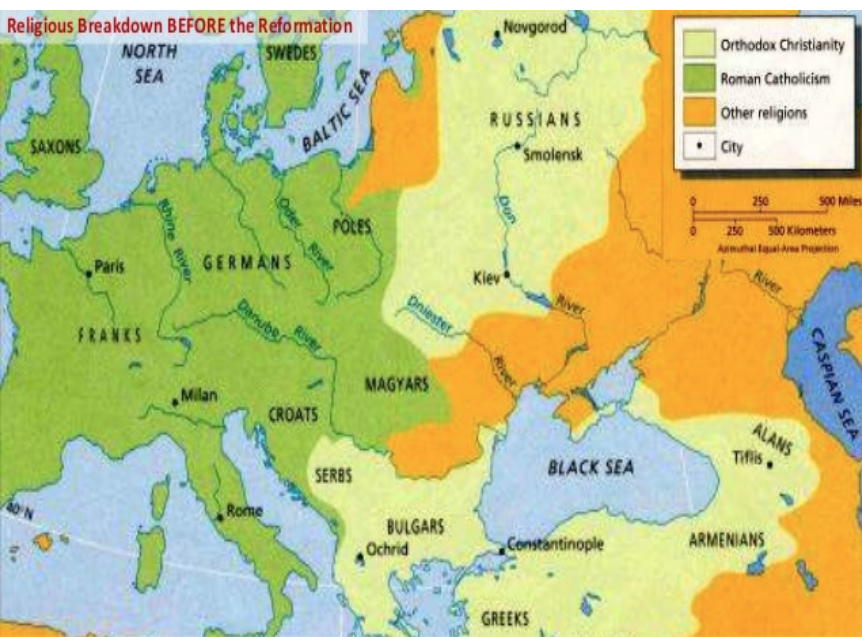 Religious Breakdown BEFORE the Reformation
NORTH
SEA
SWEDES
BALTIC SEA
Novgorod
Orthodox Christianity
Roman Catholicism
Other religions
City
0 250 500 Miles
0 250 500 Kilometers
Azimuthal Equal-Area Projection
SAXONS
RUSSIANS
Smolensk
Don
Rhine River
Oder River
POLES
Paris
GERMANS
Kiev
River
River
Dniester
River
Danube River
FRANKS
CASPIAN SEA
Milan
MAGYARS
CROATS
ALANS
Tiflis
SERBS
BLACK SEA
40°N
Rome
BULGARS
Ochrid
Constantinople
ARMENIANS
GREEKS